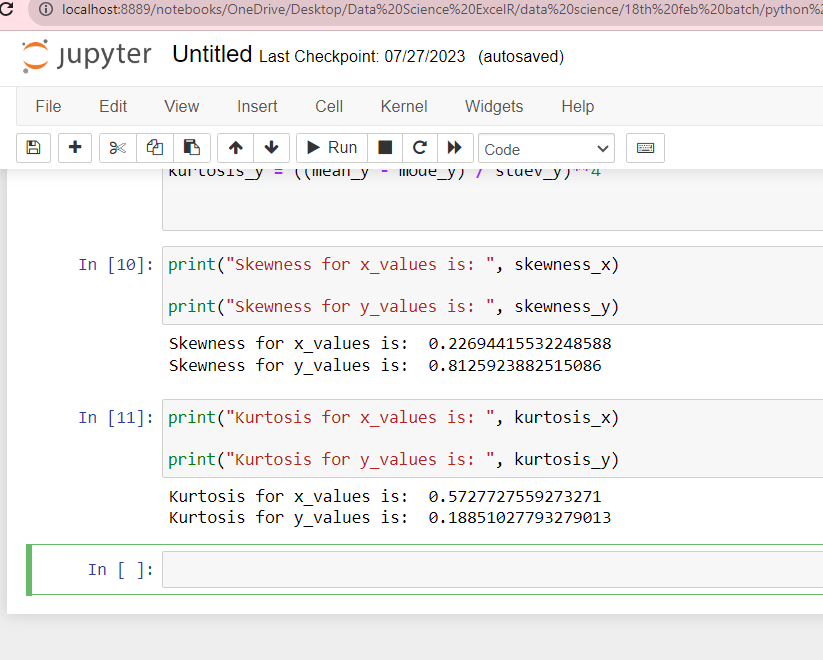 localhost:8889/notebooks/OneDrive/Desktop/Data%20Science%20ExcelR/data%20science/18th%20feb%20batch/python%2
jupyter Untitled Last Checkpoint: 07/27/2023 (autosaved)
File Edit View Insert Cell Kernel Widgets Help
Run Code
kurtosis_y = ((mean_y - mode_y) / stdev_y)**4
In [10]: print("Skewness for x_values is: ", skewness_x)
print("Skewness for y_values is: ", skewness_y)
Skewness for x_values is:  0.22694415532248588
Skewness for y_values is:  0.8125923882515086
In [11]: print("Kurtosis for x_values is: ", kurtosis_x)
print("Kurtosis for y_values is: ", kurtosis_y)
Kurtosis for x_values is:  0.5727727559273271
Kurtosis for y_values is:  0.18851027793279013
In [ ]: